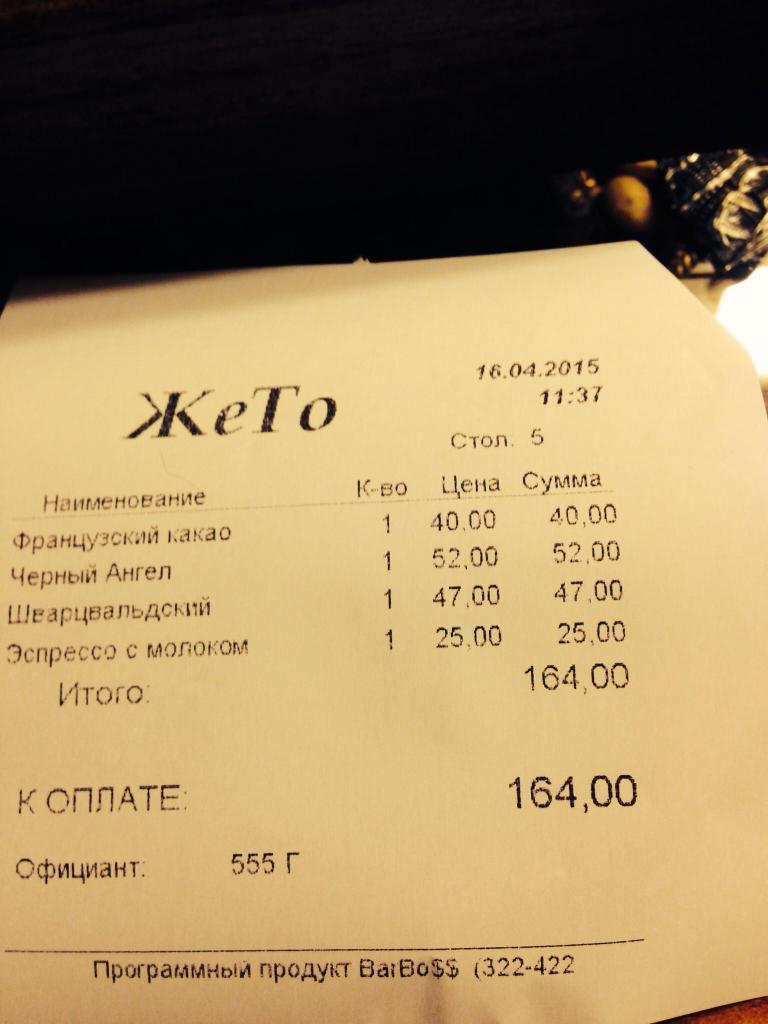 16.04.2015
ЖеТо
11:37
Стол: 5
Наименование К-во Цена Сумма
Французский какао 1 40,00 40,00
Черный Ангел 1 52,00 52,00
Шварцвальдский 1 47,00 47,00
Эспрессо с молоком 1 25,00 25,00
Итого: 164,00
К ОПЛАТЕ: 164,00
Официант: 555 Г
Программный продукт BarBo$$ (322-422